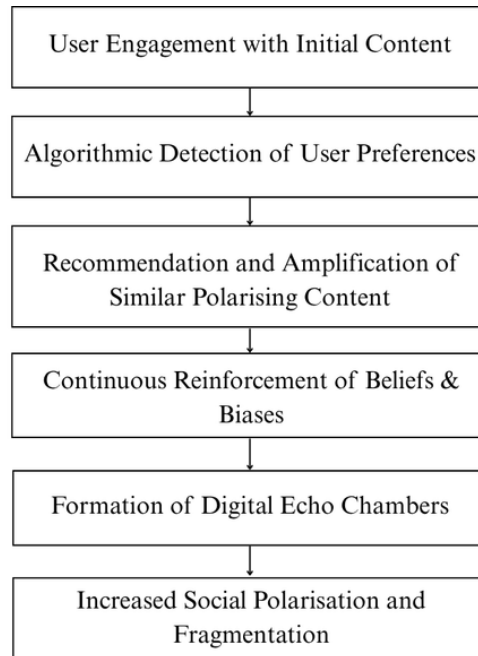 User Engagement with Initial Content
Algorithmic Detection of User Preferences
Recommendation and Amplification of
Similar Polarising Content
Continuous Reinforcement of Beliefs &
Biases
Formation of Digital Echo Chambers
Increased Social Polarisation and
Fragmentation